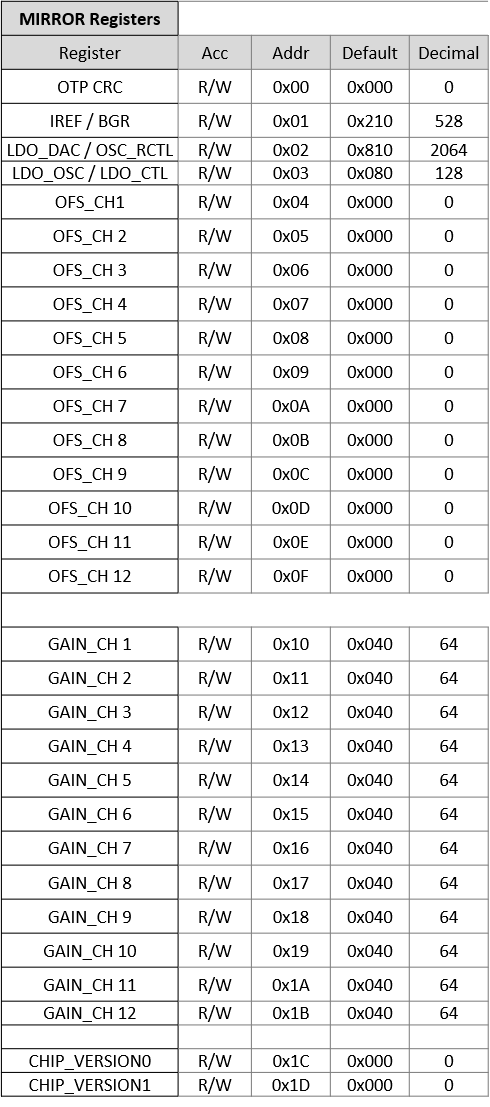 MIRROR Registers
Register Acc Addr Default Decimal
OTP CRC R/W 0x00 0x000 0
IREF / BGR R/W 0x01 0x210 528
LDO_DAC / OSC_RCTL R/W 0x02 0x810 2064
LDO_OSC / LDO_CTL R/W 0x03 0x080 128
OFS_CH1 R/W 0x04 0x000 0
OFS_CH 2 R/W 0x05 0x000 0
OFS_CH 3 R/W 0x06 0x000 0
OFS_CH 4 R/W 0x07 0x000 0
OFS_CH 5 R/W 0x08 0x000 0
OFS_CH 6 R/W 0x09 0x000 0
OFS_CH 7 R/W 0x0A 0x000 0
OFS_CH 8 R/W 0x0B 0x000 0
OFS_CH 9 R/W 0x0C 0x000 0
OFS_CH 10 R/W 0x0D 0x000 0
OFS_CH 11 R/W 0x0E 0x000 0
OFS_CH 12 R/W 0x0F 0x000 0
GAIN_CH 1 R/W 0x10 0x040 64
GAIN_CH 2 R/W 0x11 0x040 64
GAIN_CH 3 R/W 0x12 0x040 64
GAIN_CH 4 R/W 0x13 0x040 64
GAIN_CH 5 R/W 0x14 0x040 64
GAIN_CH 6 R/W 0x15 0x040 64
GAIN_CH 7 R/W 0x16 0x040 64
GAIN_CH 8 R/W 0x17 0x040 64
GAIN_CH 9 R/W 0x18 0x040 64
GAIN_CH 10 R/W 0x19 0x040 64
GAIN_CH 11 R/W 0x1A 0x040 64
GAIN_CH 12 R/W 0x1B 0x040 64
CHIP_VERSION0 R/W 0x1C 0x000 0
CHIP_VERSION1 R/W 0x1D 0x000 0